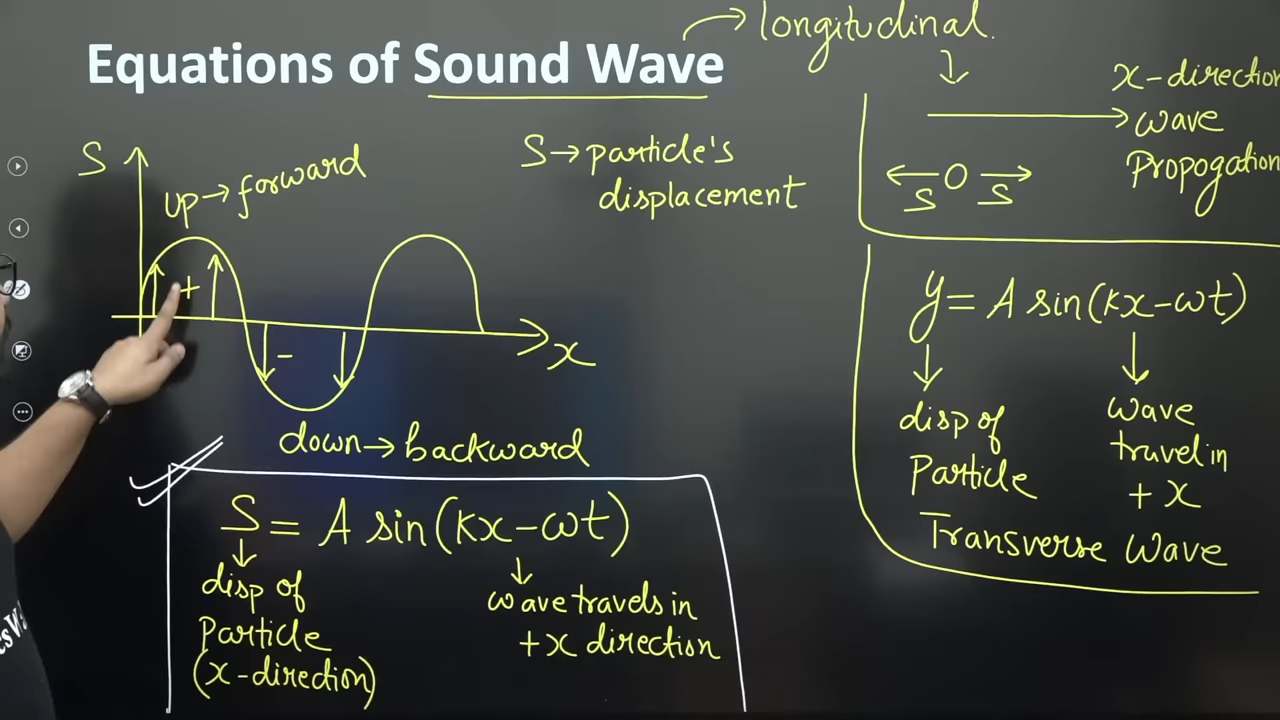 Equations of Sound Wave → longitudinal.
S
up → forward
+
-
x
down → backward
S → particle's
displacement
x-direction
wave
Propogation
S O S
y = A sin(kx-ωt)
disp of
Particle
wave
travel in
+ x
Transverse Wave
S = A sin(kx-ωt)
disp of
Particle
(x-direction)
wave travels in
+x direction